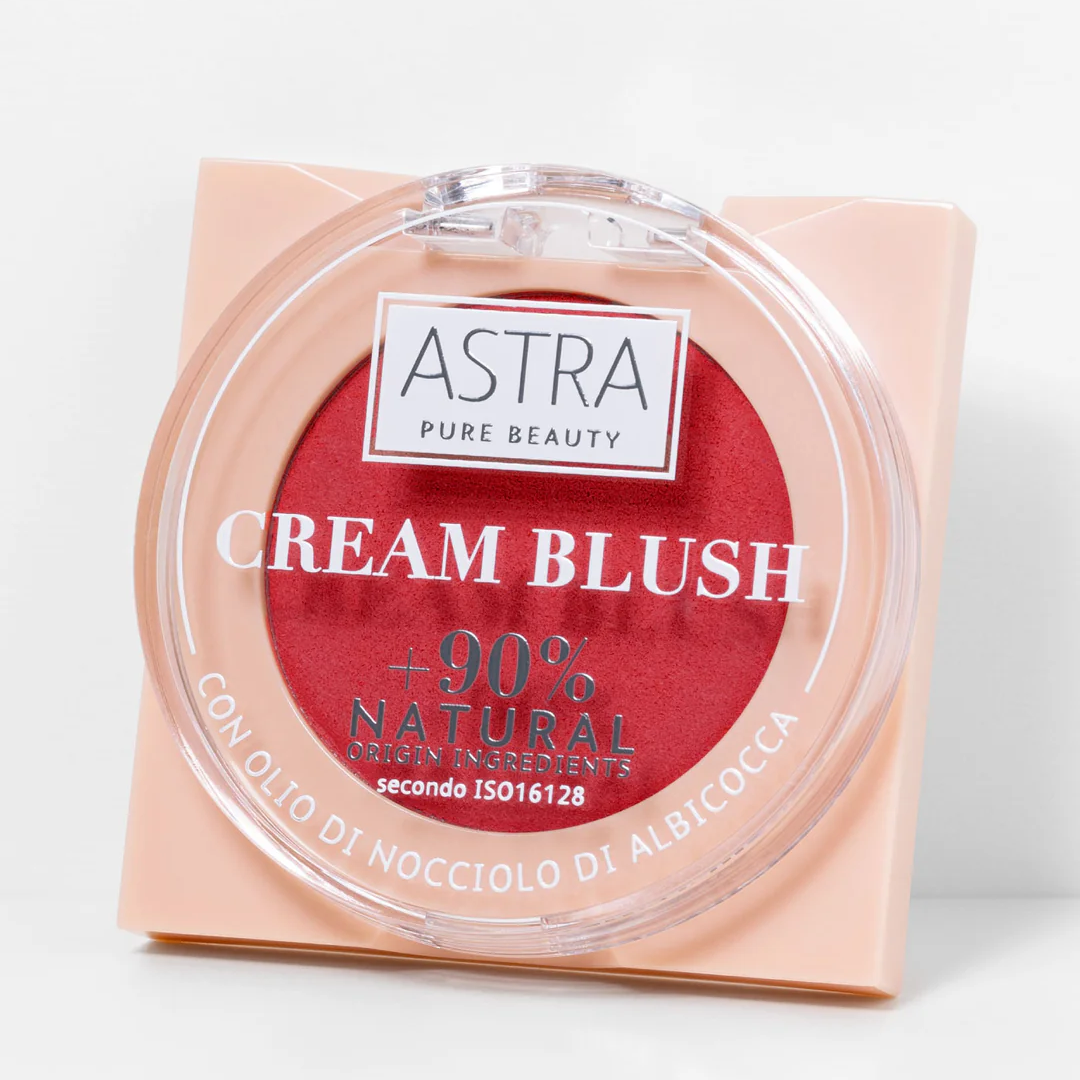 ASTRA
PURE BEAUTY
CREAM BLUSH
+90%
NATURAL
ORIGIN INGREDIENTS
secondo ISO16128
CON OLIO DI NOCCIOLO DI ALBICOCCA